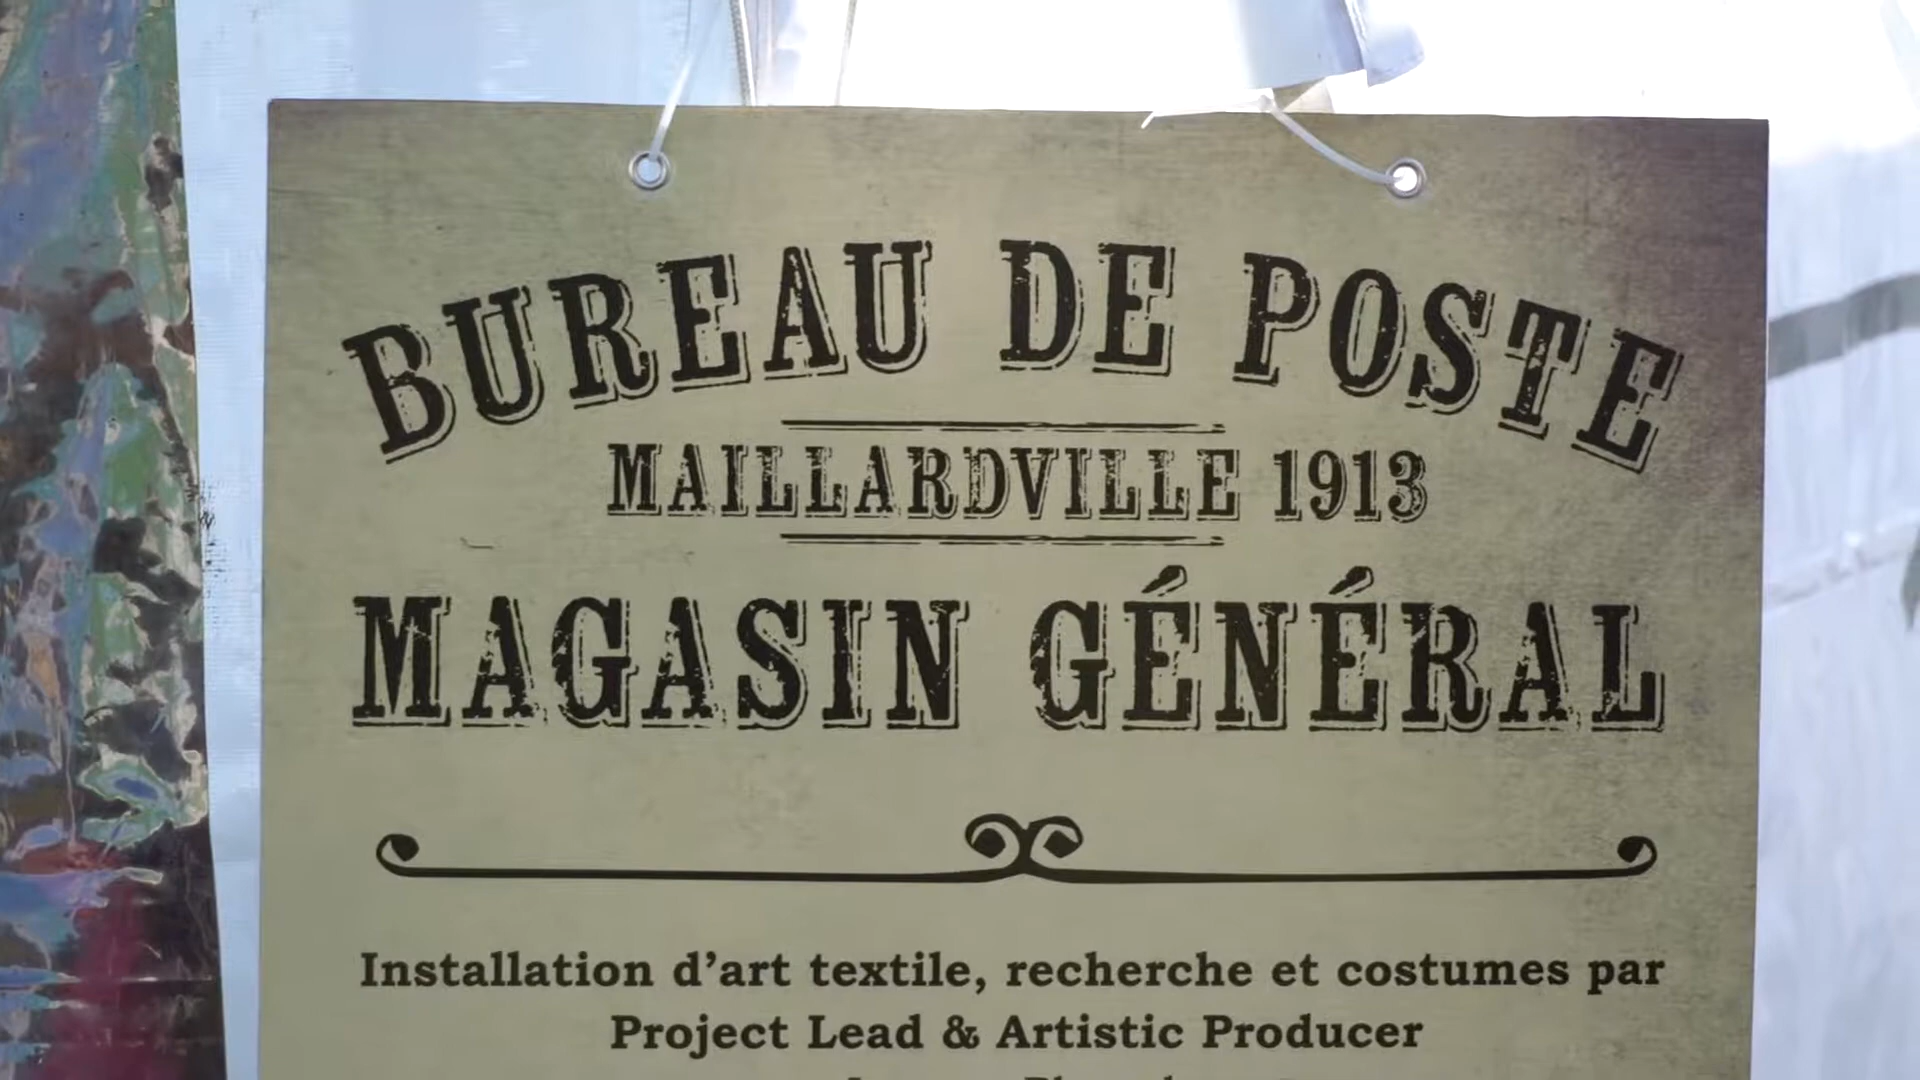 BUREAU DE POSTE
MAILLARDVILLE 1913
MAGASIN GÉNÉRAL
Installation d’art textile, recherche et costumes par
Project Lead & Artistic Producer